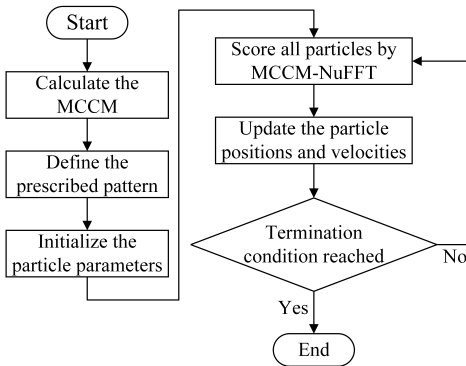 Start
Calculate the
MCCM
Define the
prescribed pattern
Initialize the
particle parameters
Score all particles by
MCCM-NuFFT
Update the particle
positions and velocities
Termination
condition reached
No
Yes
End